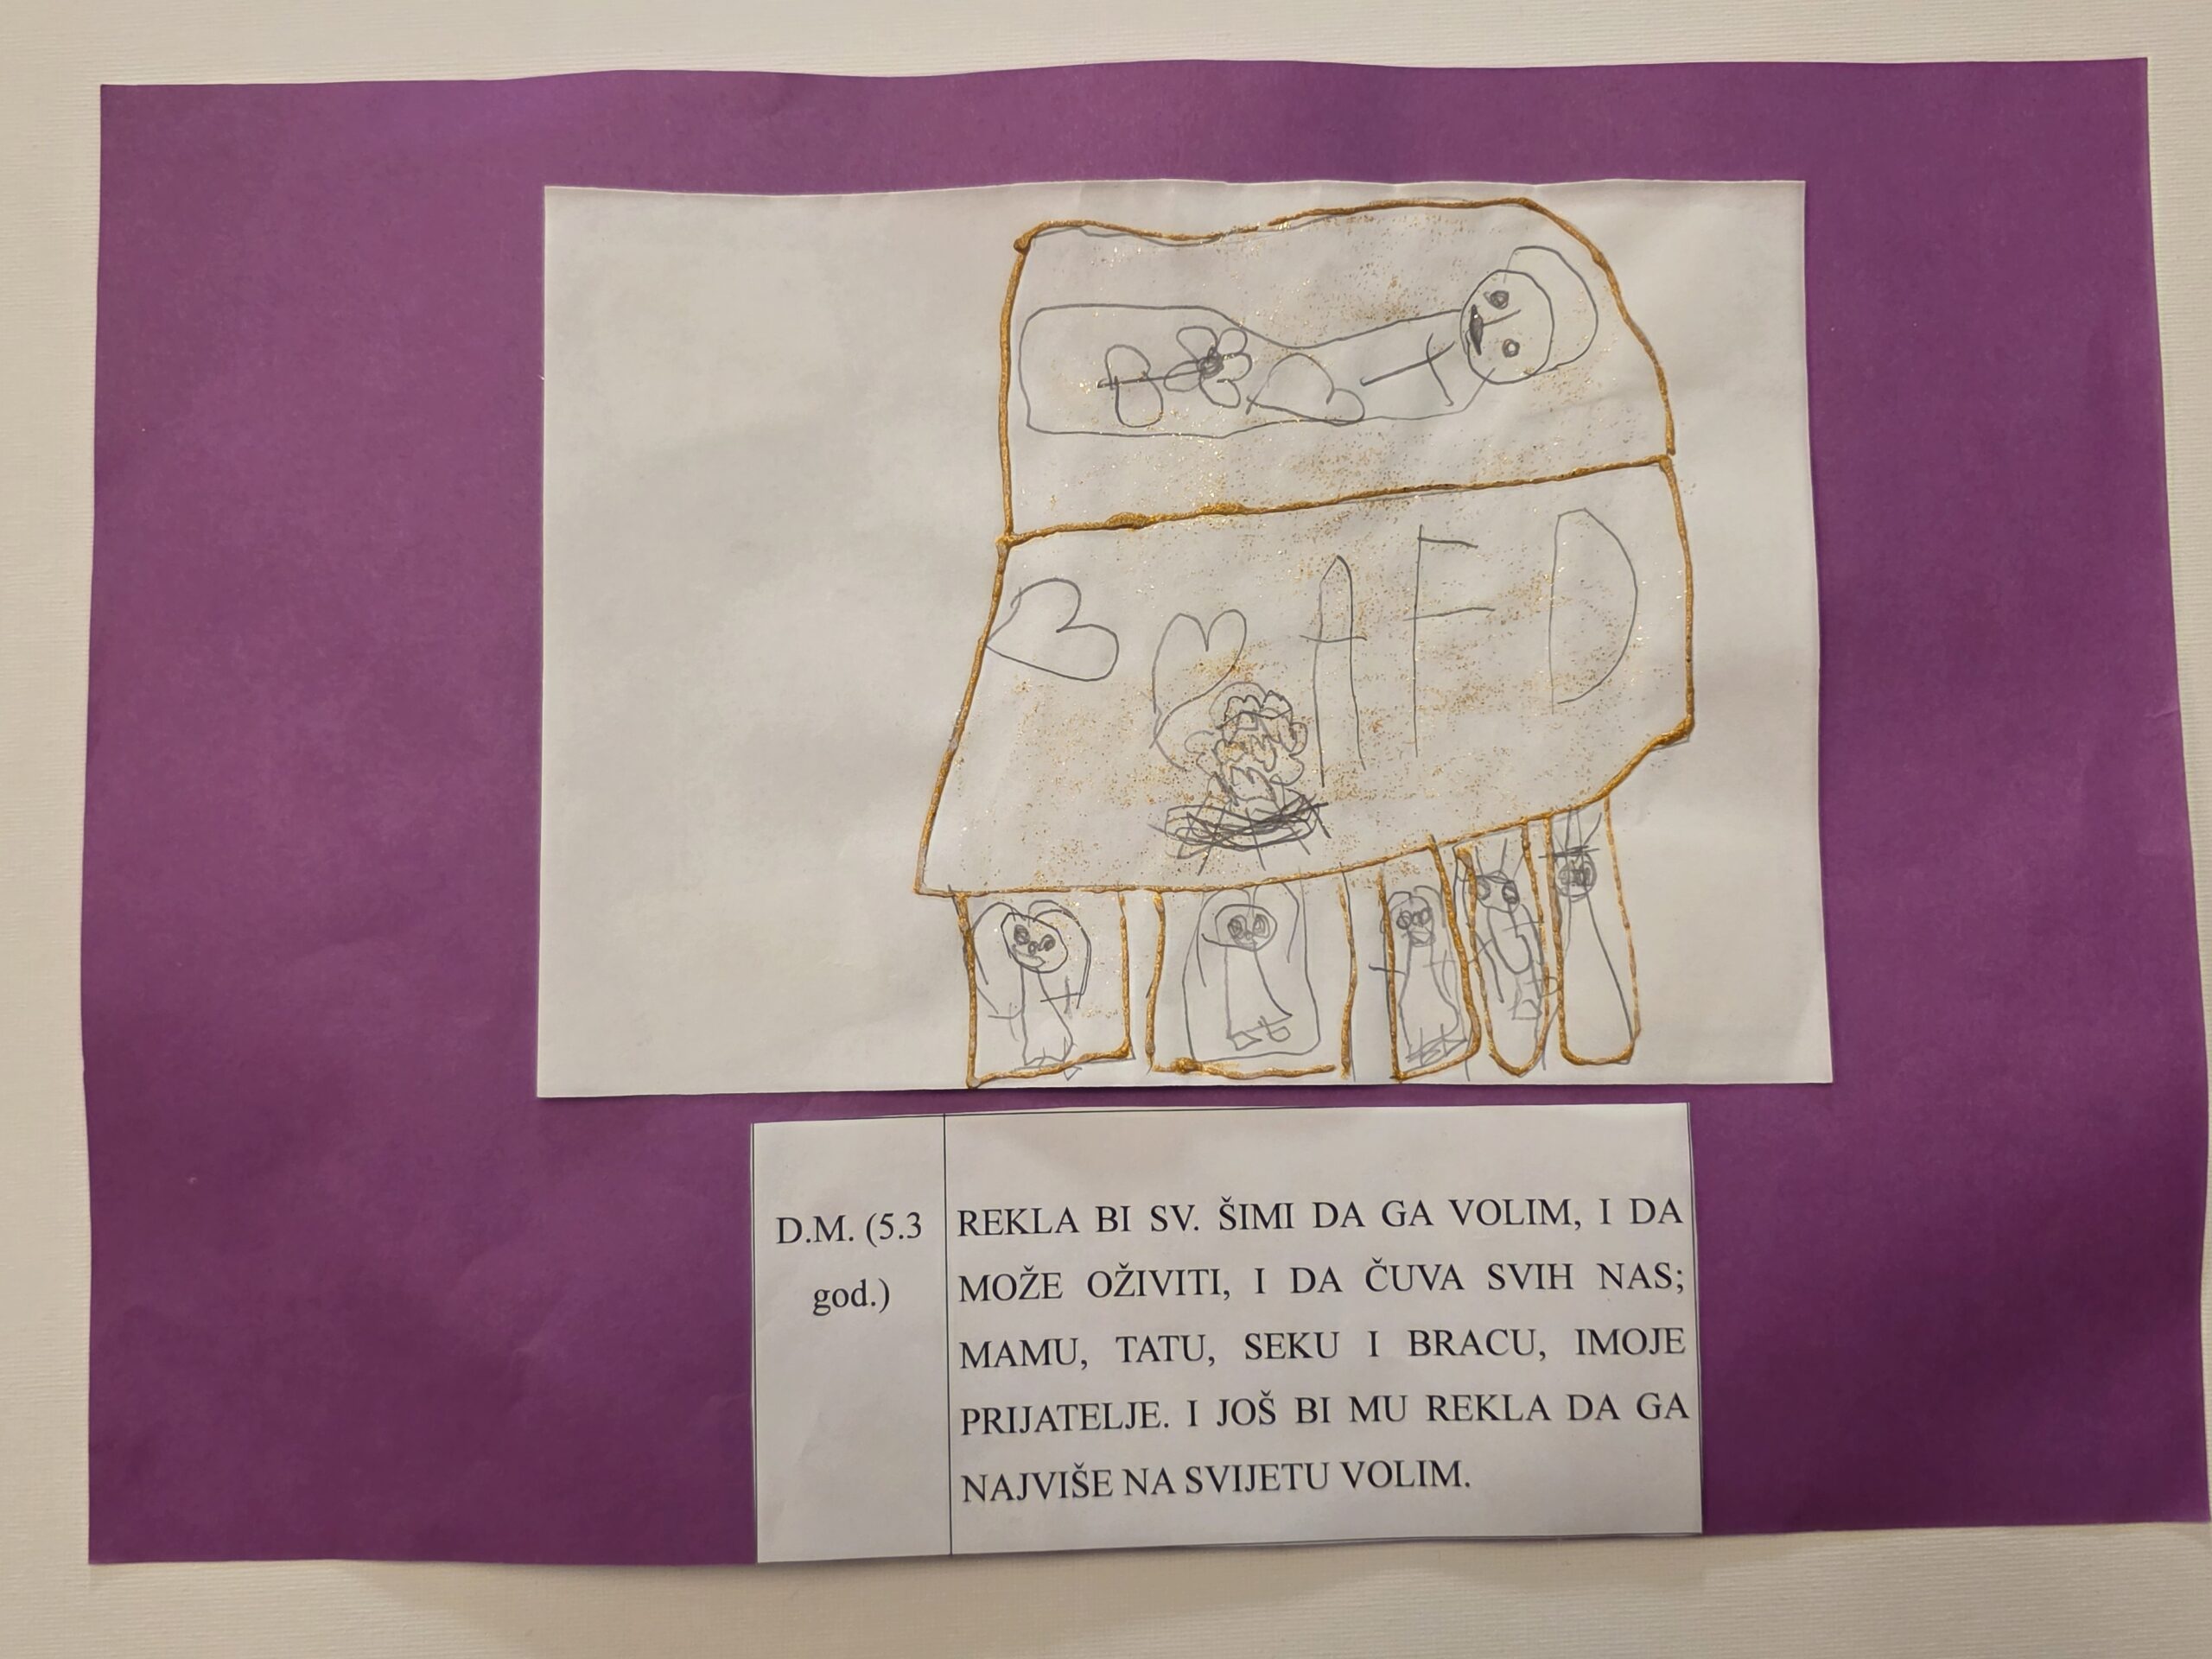 A F D
D.M. (5.3
god.)
REKLA BI SV. ŠIMI DA GA VOLIM, I DA
MOŽE OŽIVITI, I DA ČUVA SVIH NAS;
MAMU, TATU, SEKU I BRACU, IMOJE
PRIJATELJE. I JOŠ BI MU REKLA DA GA
NAJVIŠE NA SVIJETU VOLIM.